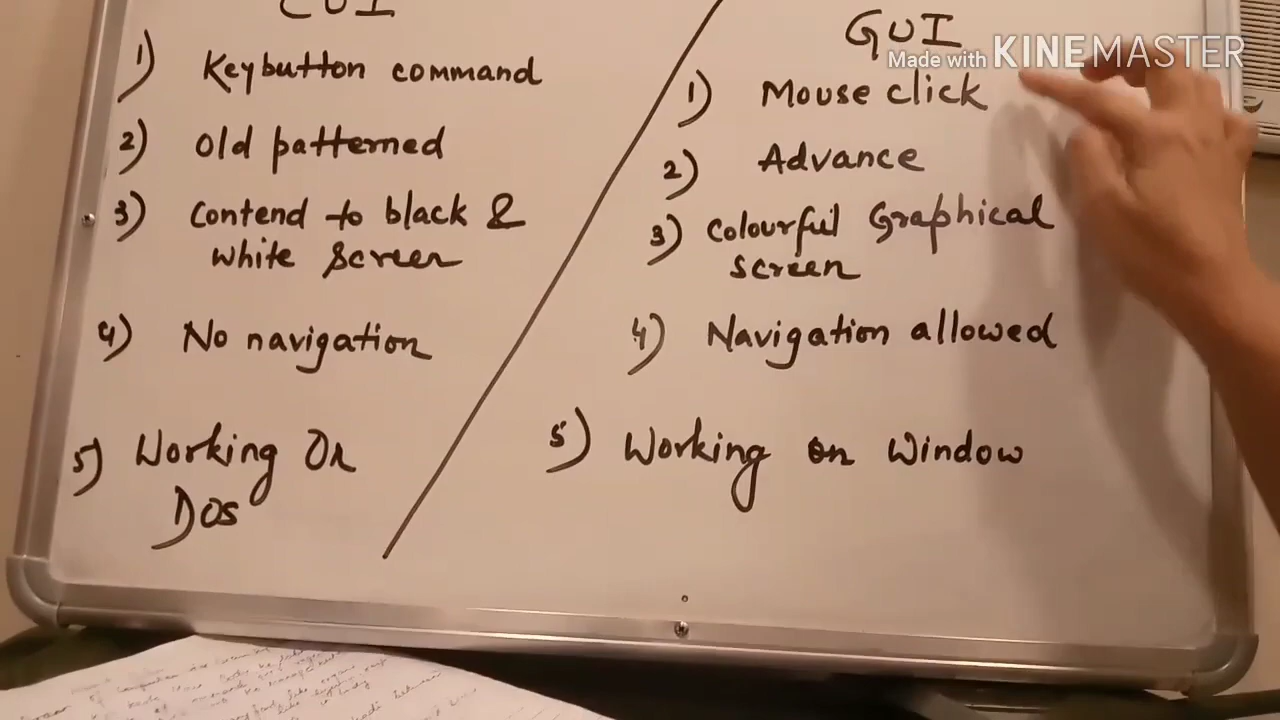 CUI
1) Keybutton command
2) Old patterned
3) Contend to black &
white screen
4) No navigation
5) Working On
DOS
GUI
Made with KINEMASTER
1) Mouse click
2) Advance
3) Colourful Graphical
screen
4) Navigation allowed
5) Working on Window